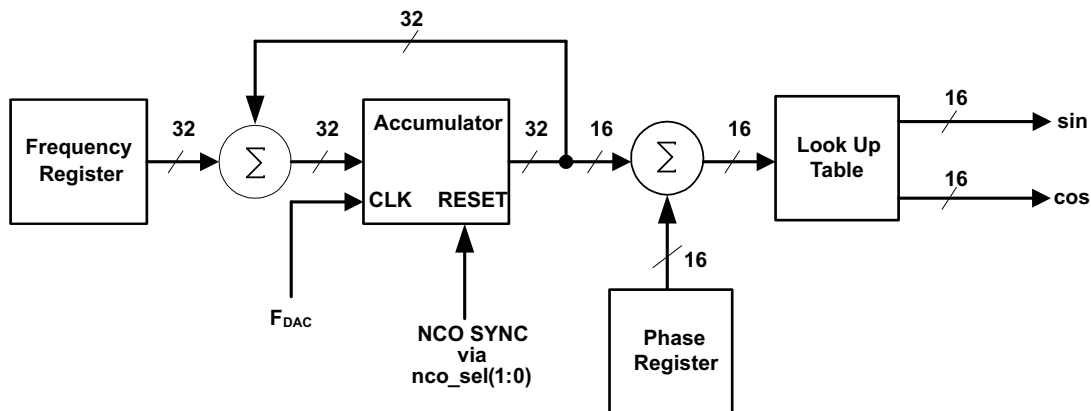 32
Frequency
Register
32
Σ
32
Accumulator
CLK RESET
32
16
Σ
16
Look Up
Table
16
sin
16
cos
F_DAC
NCO SYNC
via
nco_sel(1:0)
16
Phase
Register